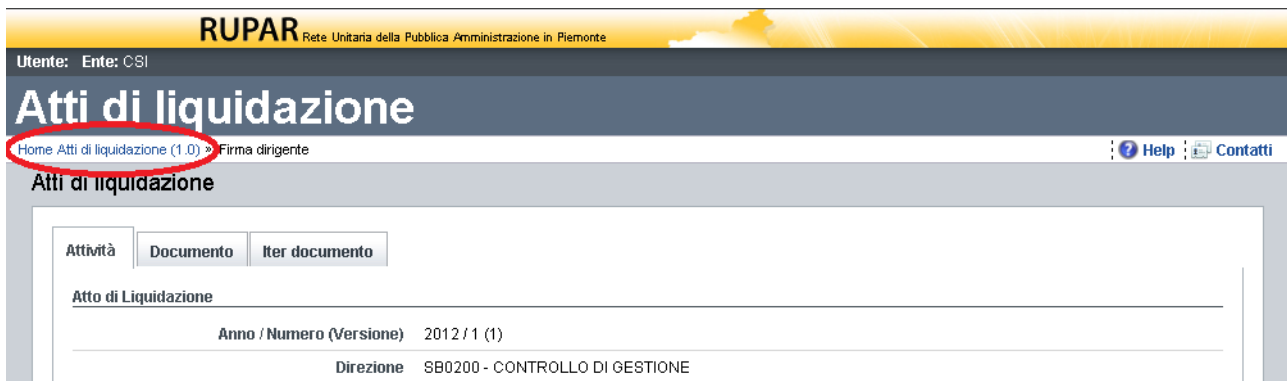 RUPAR Rete Unitaria della Pubblica Amministrazione in Piemonte
Utente: Ente: CSI
Atti di liquidazione
Home Atti di liquidazione (1.0) » Firma dirigente Help Contatti
Atti di liquidazione
Attività Documento Iter documento
Atto di Liquidazione
Anno / Numero (Versione) 2012 / 1 (1)
Direzione SB0200 - CONTROLLO DI GESTIONE